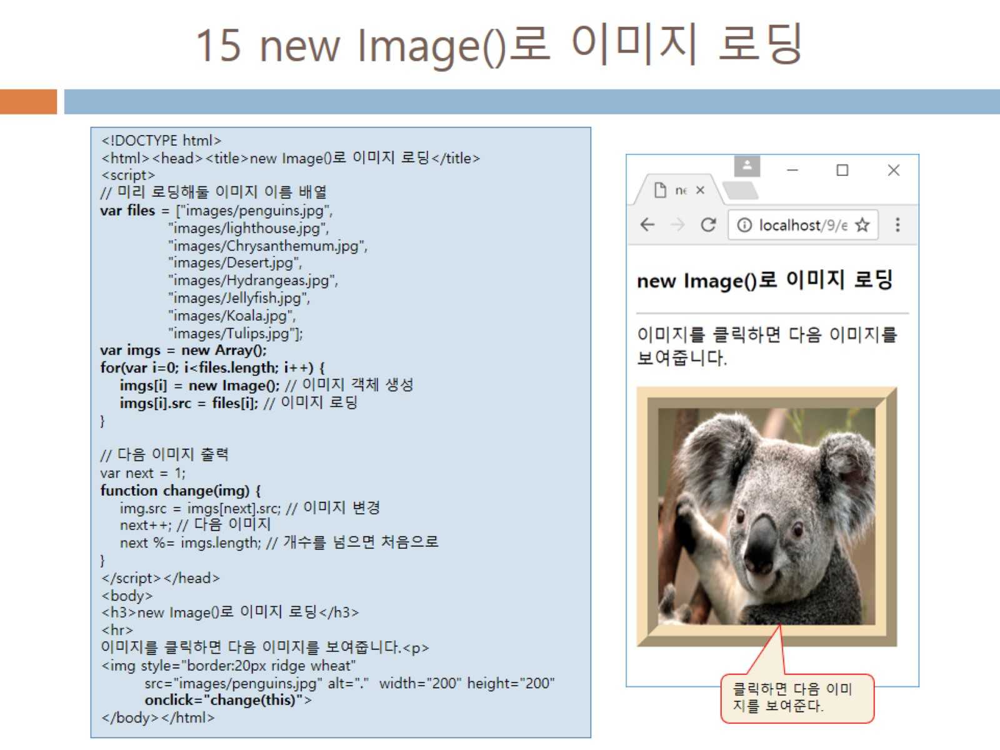 15 new Image()로 이미지 로딩
<!DOCTYPE html>
<html><head><title>new Image()로 이미지 로딩</title>
<script>
// 미리 로딩해둘 이미지 이름 배열
var files = ["images/penguins.jpg",
"images/lighthouse.jpg",
"images/Chrysanthemum.jpg",
"images/Desert.jpg",
"images/Hydrangeas.jpg",
"images/Jellyfish.jpg",
"images/Koala.jpg",
"images/Tulips.jpg"];
var imgs = new Array();
for(var i=0; i<files.length; i++) {
imgs[i] = new Image(); // 이미지 객체 생성
imgs[i].src = files[i]; // 이미지 로딩
}
// 다음 이미지 출력
var next = 1;
function change(img) {
img.src = imgs[next].src; // 이미지 변경
next++; // 다음 이미지
next %= imgs.length; // 개수를 넘으면 처음으로
}
</script></head>
<body>
<h3>new Image()로 이미지 로딩</h3>
<hr>
이미지를 클릭하면 다음 이미지를 보여줍니다.<p>
<img style="border:20px ridge wheat"
src="images/penguins.jpg" alt="." width="200" height="200"
onclick="change(this)">
</body></html>
ne
localhost/9/e
new Image()로 이미지 로딩
이미지를 클릭하면 다음 이미지를
보여줍니다.
클릭하면 다음 이미
지를 보여준다.